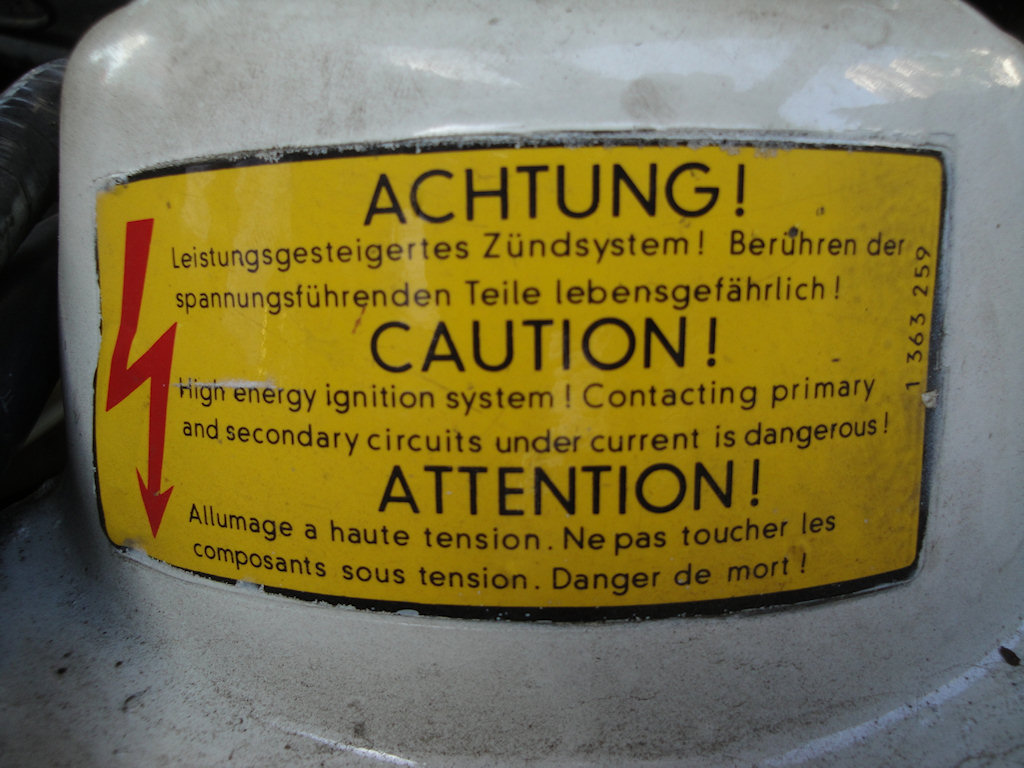 ACHTUNG!
Leistungsgesteigertes Zündsystem! Berühren der
spannungsführenden Teile lebensgefährlich!
CAUTION!
High energy ignition system! Contacting primary
and secondary circuits under current is dangerous!
ATTENTION!
Allumage a haute tension. Ne pas toucher les
composants sous tension. Danger de mort!
1 363 259